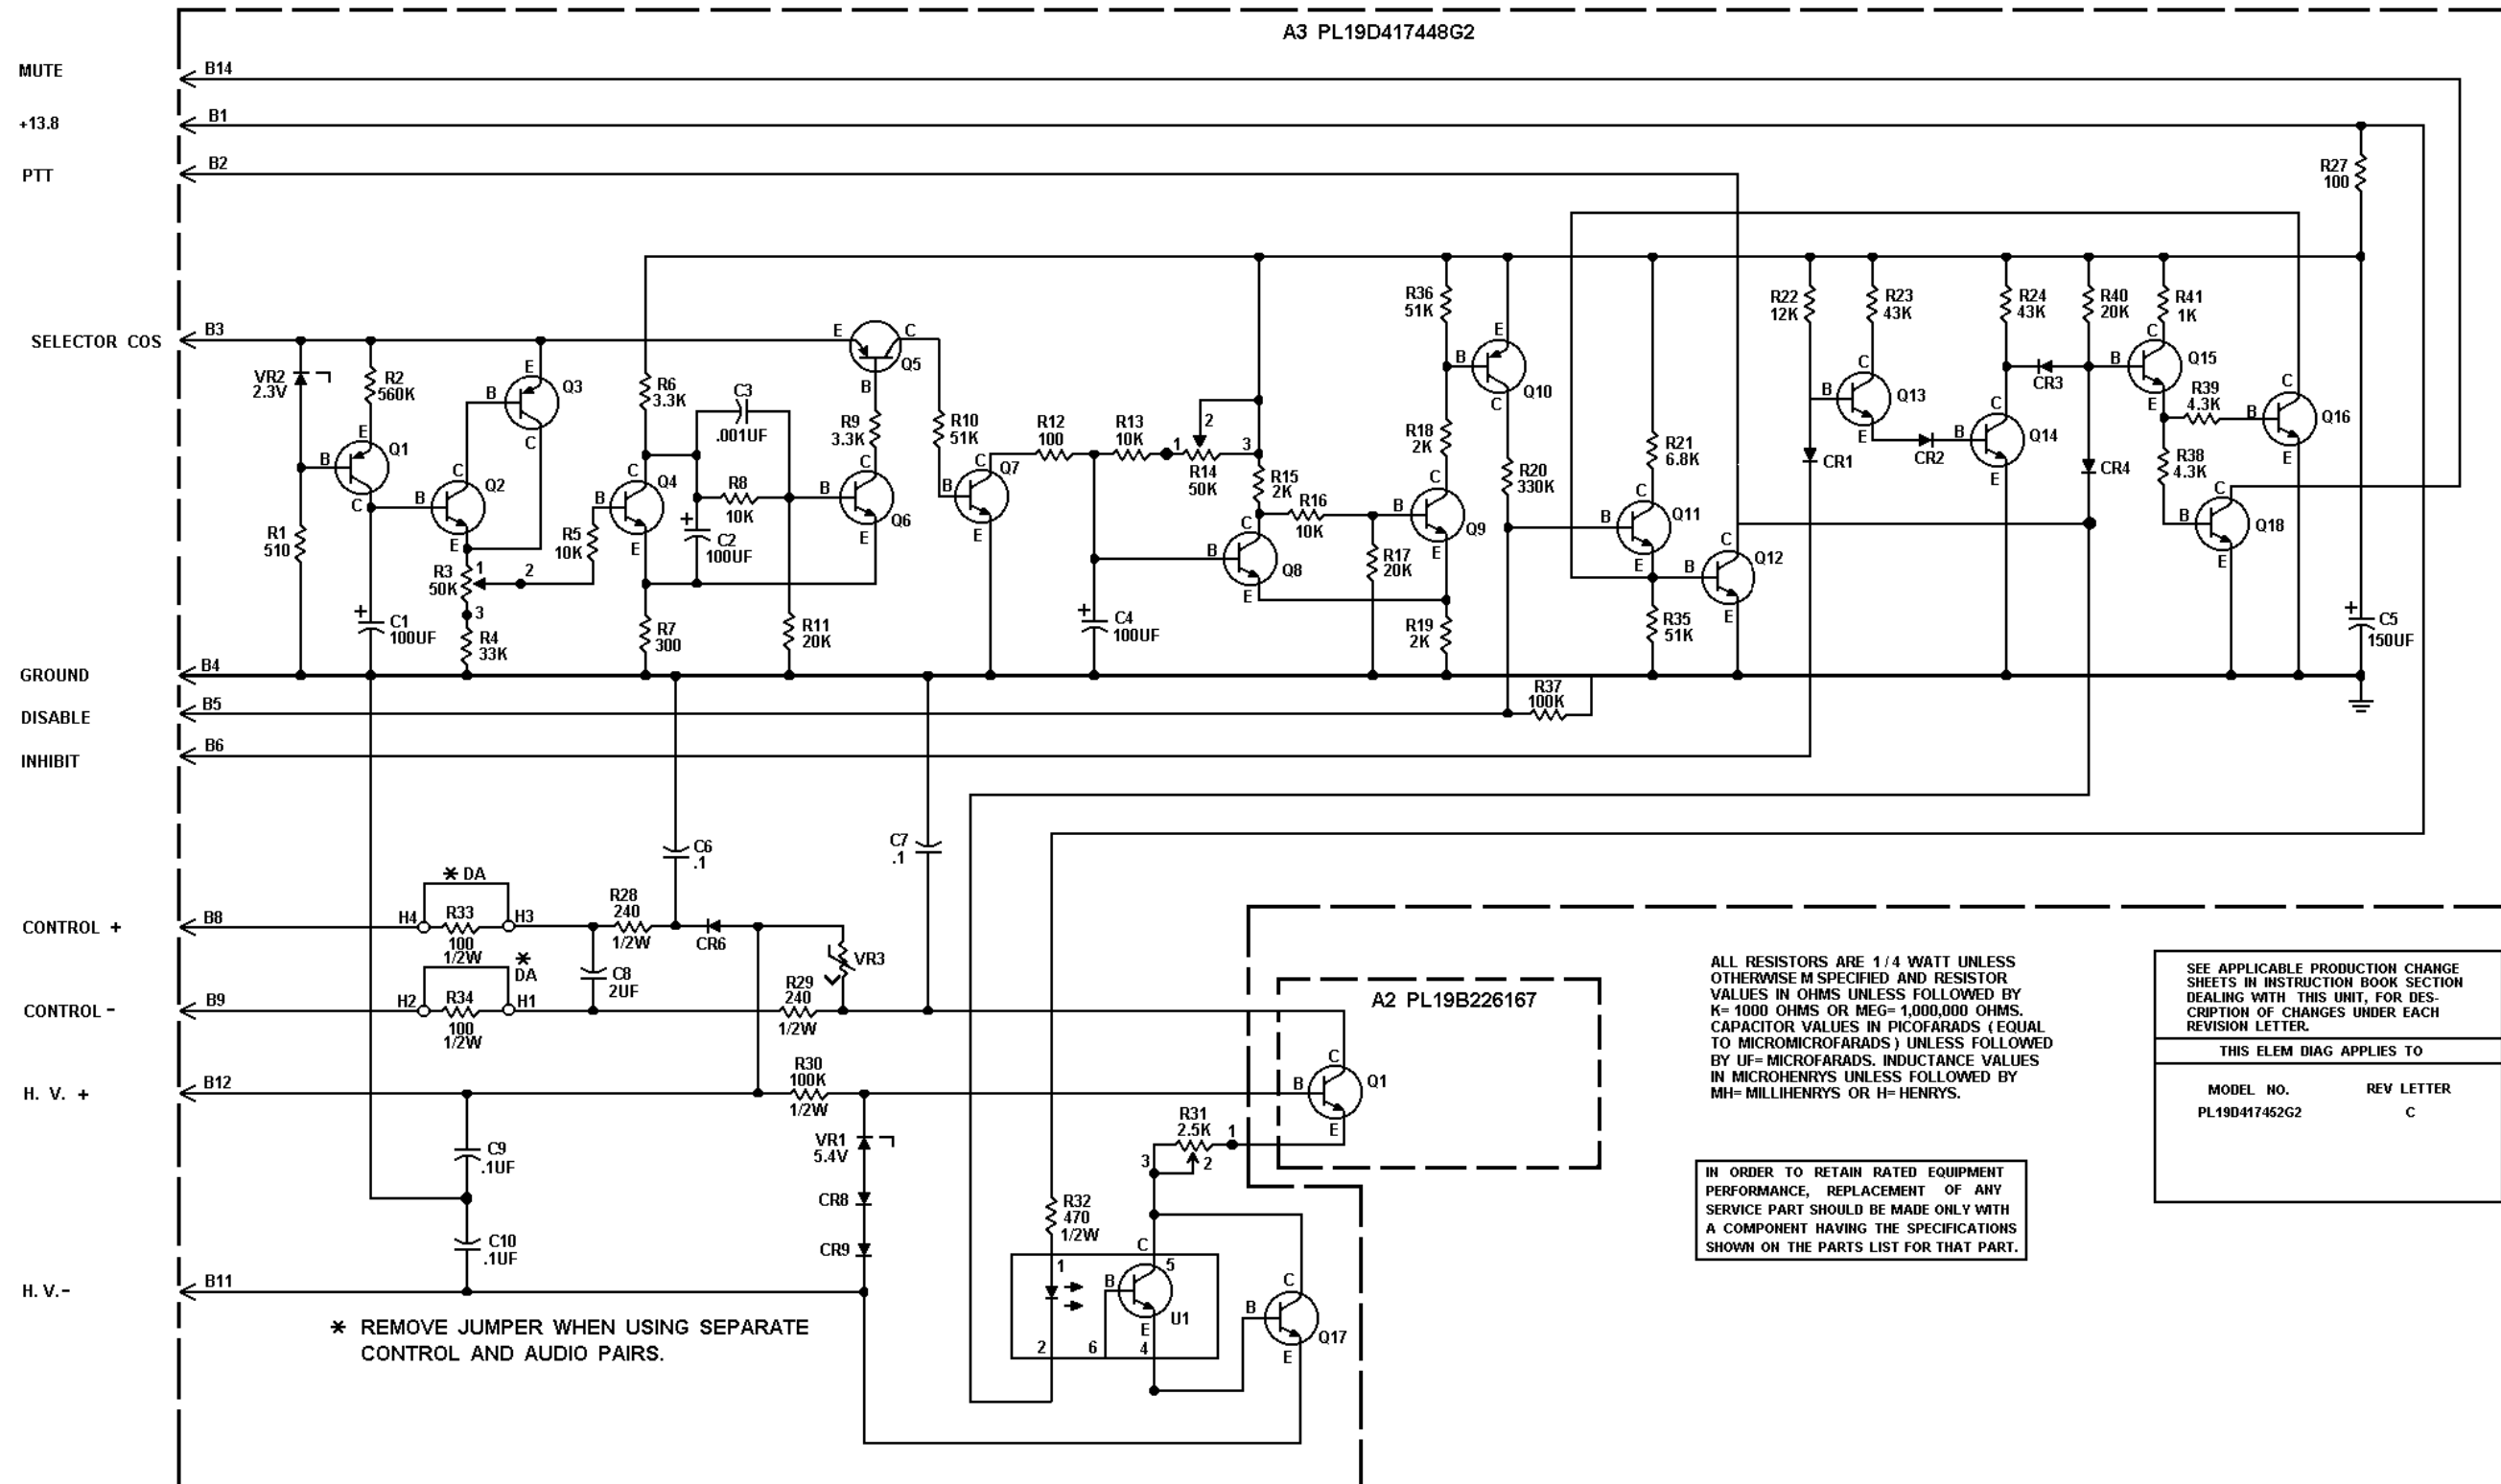 A3 PL19D417448G2
MUTE
B14
+13.8
B1
PTT
B2
R27
100
SELECTOR COS
B3
VR2
2.3V
R2
560K
E
B
Q3
C
E
B
Q1
C
R1
510
C
B
Q2
E
R3
50K
1
2
3
R4
33K
+
C1
100UF
R5
10K
R6
3.3K
C
B
Q4
E
C3
.001UF
R8
10K
+
C2
100UF
R7
300
E
C
Q5
B
R9
3.3K
C
B
Q6
E
R11
20K
R10
51K
C
Q7
B
E
R12
100
R13
10K
1
2
3
R14
50K
+
C4
100UF
R15
2K
R16
10K
C
B
Q8
E
R17
20K
R36
51K
R18
2K
B
C
Q9
E
R19
2K
E
B
Q10
C
R20
330K
R21
6.8K
C
B
Q11
E
R35
51K
C
B
Q12
E
R22
12K
CR1
R23
43K
C
B
Q13
E
CR2
R24
43K
C
B
Q14
E
CR3
R40
20K
CR4
R41
1K
C
B
Q15
E
R39
4.3K
R38
4.3K
C
B
Q16
E
C
B
Q18
E
+
C5
150UF
GROUND
B4
DISABLE
B5
R37
100K
INHIBIT
B6
C6
.1
C7
.1
* DA
CONTROL +
B8
H4
R33
100
1/2W
H3
R28
240
1/2W
CR6
VR3
*
DA
C8
2UF
CONTROL -
B9
H2
R34
100
1/2W
H1
R29
240
1/2W
H. V. +
B12
R30
100K
1/2W
C9
.1UF
C10
.1UF
VR1
5.4V
CR8
CR9
H. V.-
B11
A2 PL19B226167
C
B
Q1
E
R31
2.5K
1
2
3
R32
470
1/2W
C
1
5
B
U1
E
2
6
4
C
B
Q17
E
* REMOVE JUMPER WHEN USING SEPARATE
CONTROL AND AUDIO PAIRS.
ALL RESISTORS ARE 1/4 WATT UNLESS
OTHERWISE M SPECIFIED AND RESISTOR
VALUES IN OHMS UNLESS FOLLOWED BY
K= 1000 OHMS OR MEG= 1,000,000 OHMS.
CAPACITOR VALUES IN PICOFARADS (EQUAL
TO MICROMICROFARADS) UNLESS FOLLOWED
BY UF= MICROFARADS. INDUCTANCE VALUES
IN MICROHENRYS UNLESS FOLLOWED BY
MH= MILLIHENRYS OR H= HENRYS.
IN ORDER TO RETAIN RATED EQUIPMENT
PERFORMANCE, REPLACEMENT OF ANY
SERVICE PART SHOULD BE MADE ONLY WITH
A COMPONENT HAVING THE SPECIFICATIONS
SHOWN ON THE PARTS LIST FOR THAT PART.
SEE APPLICABLE PRODUCTION CHANGE
SHEETS IN INSTRUCTION BOOK SECTION
DEALING WITH THIS UNIT, FOR DES-
CRIPTION OF CHANGES UNDER EACH
REVISION LETTER.
THIS ELEM DIAG APPLIES TO
MODEL NO. REV LETTER
PL19D417452G2 C